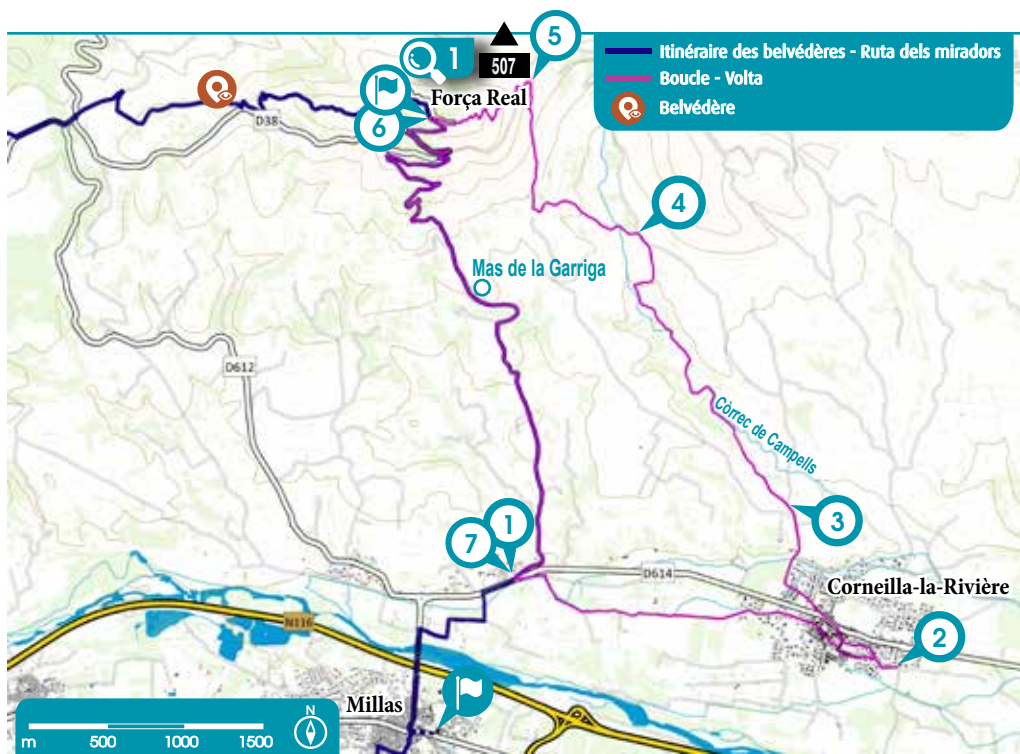 1
507
5
Força Real
6
Itinéraire des belvédères - Ruta dels miradors
Boucle - Volta
Belvédère
D38
4
Mas de la Garriga
D612
Còrrec de Campells
3
1
7
D614
Corneilla-la-Rivière
2
N116
Millas
N
m 500 1000 1500